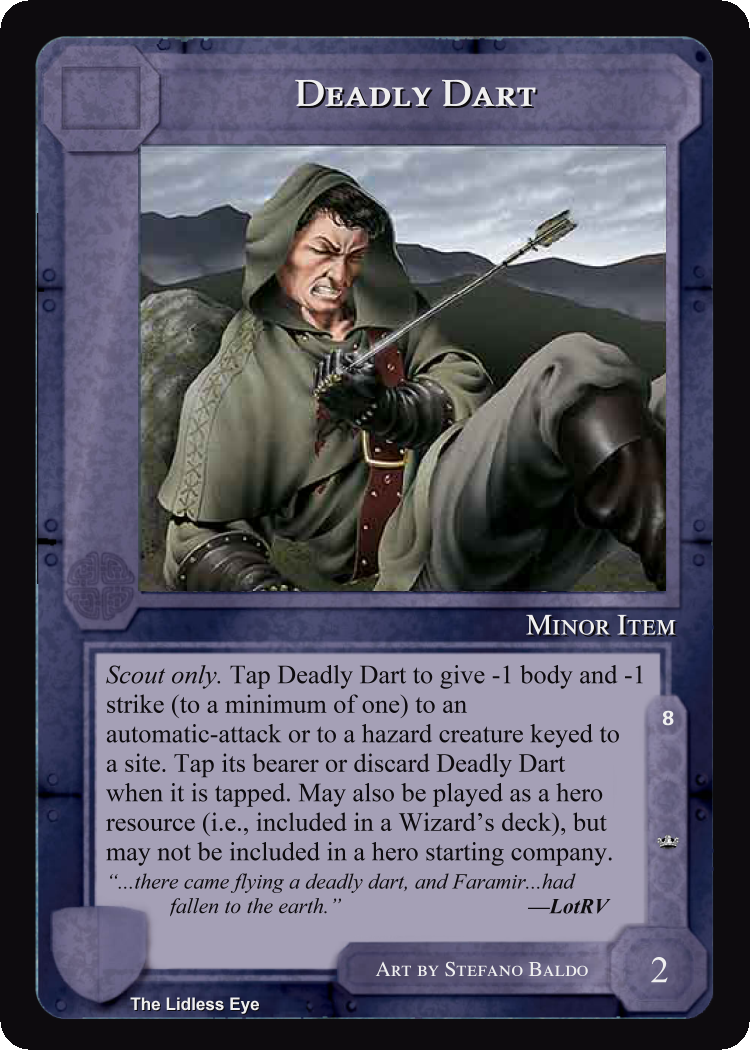 Deadly Dart
Minor Item
Scout only. Tap Deadly Dart to give -1 body and -1
strike (to a minimum of one) to an
automatic-attack or to a hazard creature keyed to
a site. Tap its bearer or discard Deadly Dart
when it is tapped. May also be played as a hero
resource (i.e., included in a Wizard's deck), but
may not be included in a hero starting company.
"...there came flying a deadly dart, and Faramir...had
fallen to the earth." —LotRV
8
Art by Stefano Baldo
2
The Lidless Eye